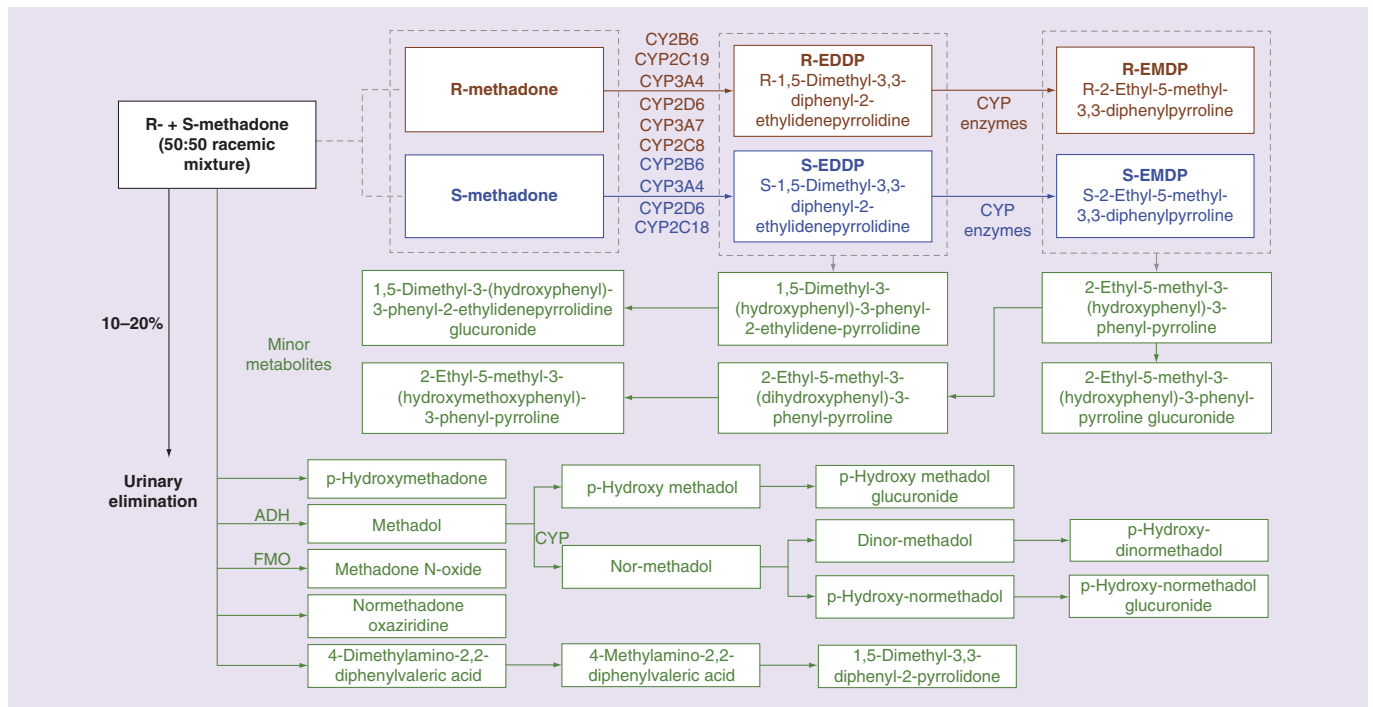 R- + S-methadone
(50:50 racemic
mixture)
R-methadone
S-methadone
CY2B6
CYP2C19
CYP3A4
CYP2D6
CYP3A7
CYP2C8
CYP2B6
CYP3A4
CYP2D6
CYP2C18
R-EDDP
R-1,5-Dimethyl-3,3-
diphenyl-2-
ethylidenepyrrolidine
S-EDDP
S-1,5-Dimethyl-3,3-
diphenyl-2-
ethylidenepyrrolidine
CYP
enzymes
CYP
enzymes
R-EMDP
R-2-Ethyl-5-methyl-
3,3-diphenylpyrroline
S-EMDP
S-2-Ethyl-5-methyl-
3,3-diphenylpyrroline
1,5-Dimethyl-3-(hydroxyphenyl)-
3-phenyl-2-ethylidenepyrrolidine
glucuronide
1,5-Dimethyl-3-
(hydroxyphenyl)-3-phenyl-
2-ethylidene-pyrrolidine
2-Ethyl-5-methyl-3-
(hydroxyphenyl)-3-
phenyl-pyrroline
10–20%
Minor
metabolites
2-Ethyl-5-methyl-3-
(hydroxymethoxyphenyl)-
3-phenyl-pyrroline
2-Ethyl-5-methyl-3-
(dihydroxyphenyl)-3-
phenyl-pyrroline
2-Ethyl-5-methyl-3-
(hydroxyphenyl)-3-phenyl-
pyrroline glucuronide
Urinary
elimination
p-Hydroxymethadone
p-Hydroxy methadol
p-Hydroxy methadol
glucuronide
ADH
Methadol
CYP
Dinor-methadol
p-Hydroxy-
dinormethadol
FMO
Methadone N-oxide
Nor-methadol
p-Hydroxy-normethadol
p-Hydroxy-normethadol
glucuronide
Normethadone
oxaziridine
4-Dimethylamino-2,2-
diphenylvaleric acid
4-Methylamino-2,2-
diphenylvaleric acid
1,5-Dimethyl-3,3-
diphenyl-2-pyrrolidone